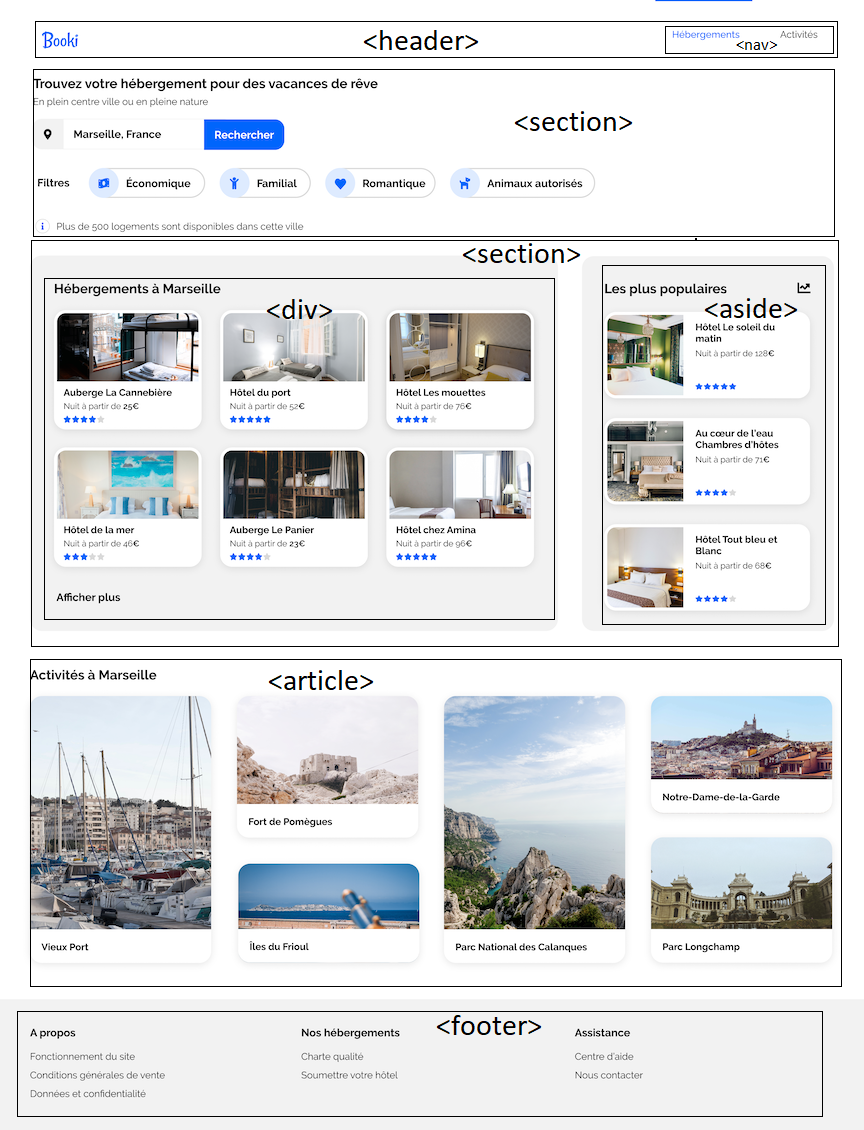 Booki
<header>
Hébergements
Activités
<nav>
Trouvez votre hébergement pour des vacances de rêve
En plein centre ville ou en pleine nature
<section>
Marseille, France
Rechercher
Filtres
Économique
Familial
Romantique
Animaux autorisés
i
Plus de 500 logements sont disponibles dans cette ville
<section>
Hébergements à Marseille
<div>
Auberge La Cannebière
Nuit à partir de 25€
Hôtel du port
Nuit à partir de 52€
Hôtel Les mouettes
Nuit à partir de 76€
Hôtel de la mer
Nuit à partir de 46€
Auberge Le Panier
Nuit à partir de 23€
Hôtel chez Amina
Nuit à partir de 96€
Afficher plus
Les plus populaires
<aside>
Hôtel Le soleil du
matin
Nuit à partir de 128€
Au cœur de l'eau
Chambres d'hôtes
Nuit à partir de 71€
Hôtel Tout bleu et
Blanc
Nuit à partir de 68€
Activités à Marseille
<article>
Vieux Port
Fort de Pomègues
Îles du Frioul
Parc National des Calanques
Notre-Dame-de-la-Garde
Parc Longchamp
<footer>
A propos
Fonctionnement du site
Conditions générales de vente
Données et confidentialité
Nos hébergements
Charte qualité
Soumettre votre hôtel
Assistance
Centre d'aide
Nous contacter